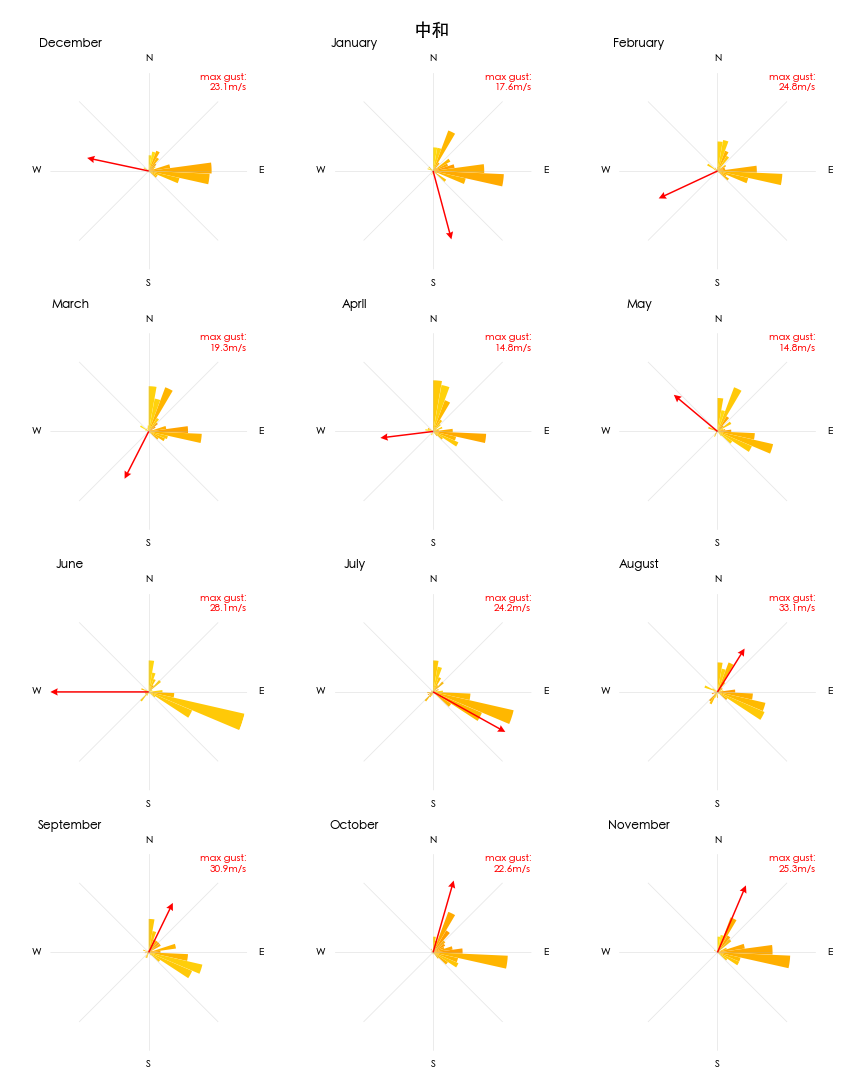 中和
December
N
max gust:
23.1m/s
W
E
S
January
N
max gust:
17.6m/s
W
E
S
February
N
max gust:
24.8m/s
W
E
S
March
N
max gust:
19.3m/s
W
E
S
April
N
max gust:
14.8m/s
W
E
S
May
N
max gust:
14.8m/s
W
E
S
June
N
max gust:
28.1m/s
W
E
S
July
N
max gust:
24.2m/s
W
E
S
August
N
max gust:
33.1m/s
W
E
S
September
N
max gust:
30.9m/s
W
E
S
October
N
max gust:
22.6m/s
W
E
S
November
N
max gust:
25.3m/s
W
E
S